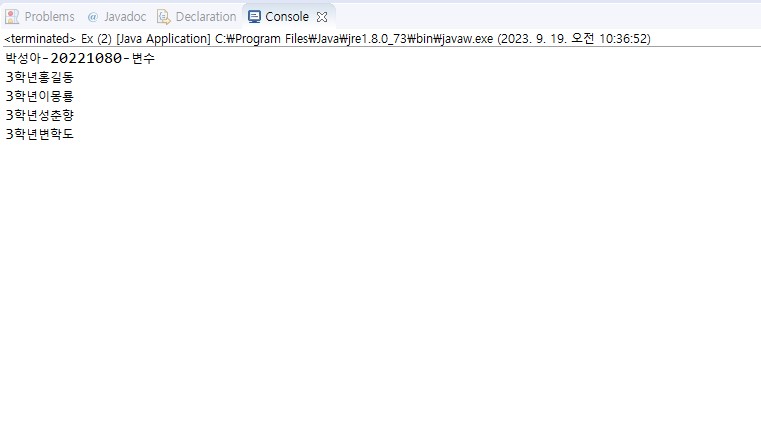 Problems @ Javadoc Declaration Console
<terminated> Ex (2) [Java Application] C:₩Program Files₩Java₩jre1.8.0_73₩bin₩javaw.exe (2023. 9. 19. 오전 10:36:52)
박성아-20221080-변수
3학년홍길동
3학년이몽룡
3학년성춘향
3학년변학도